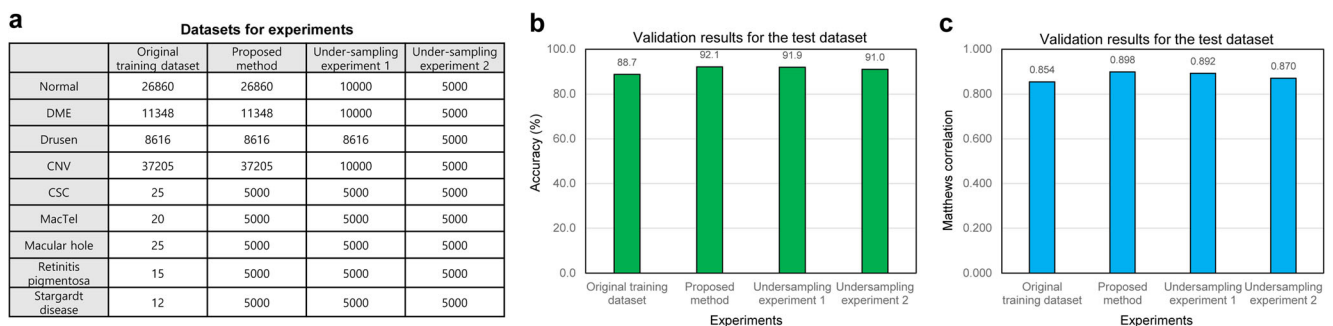 a
Datasets for experiments
Original training dataset Proposed method Under-sampling experiment 1 Under-sampling experiment 2
Normal 26860 26860 10000 5000
DME 11348 11348 10000 5000
Drusen 8616 8616 8616 5000
CNV 37205 37205 10000 5000
CSC 25 5000 5000 5000
MacTel 20 5000 5000 5000
Macular hole 25 5000 5000 5000
Retinitis pigmentosa 15 5000 5000 5000
Stargardt disease 12 5000 5000 5000
b
Validation results for the test dataset
Accuracy (%)
100.0
80.0
60.0
40.0
20.0
0.0
88.7 92.1 91.9 91.0
Original training dataset Proposed method Undersampling experiment 1 Undersampling experiment 2
Experiments
c
Validation results for the test dataset
Matthews correlation
1.000
0.800
0.600
0.400
0.200
0.000
0.854 0.898 0.892 0.870
Original training dataset Proposed method Undersampling experiment 1 Undersampling experiment 2
Experiments